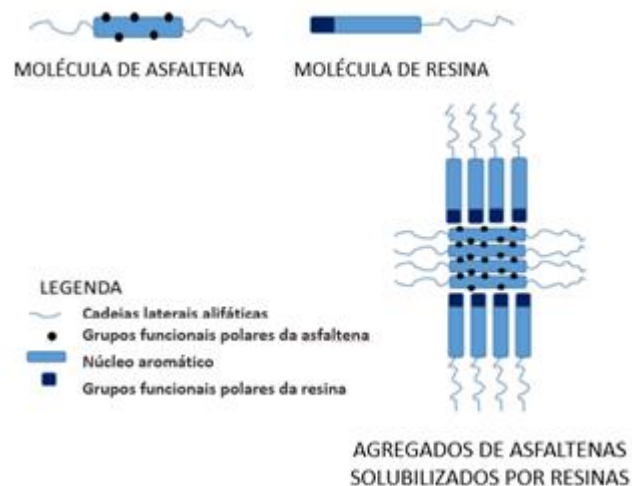 MOLÉCULA DE ASFALTENA
MOLÉCULA DE RESINA
LEGENDA
Cadeias laterais alifáticas
Grupos funcionais polares da asfaltena
Núcleo aromático
Grupos funcionais polares da resina
AGREGADOS DE ASFALTENAS
SOLUBILIZADOS POR RESINAS